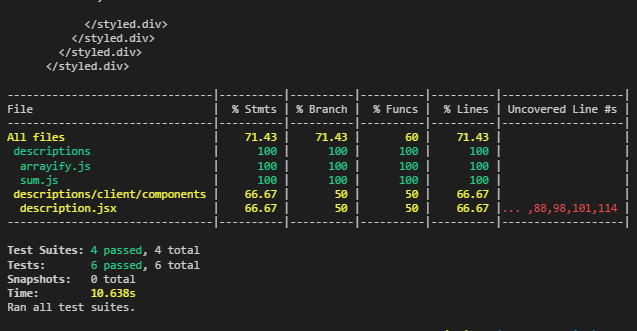 </styled.div>
</styled.div>
</styled.div>
</styled.div>
-------------------------------|----------|----------|----------|----------|-------------------|
File | % Stmts | % Branch | % Funcs | % Lines | Uncovered Line #s |
-------------------------------|----------|----------|----------|----------|-------------------|
All files | 71.43 | 71.43 | 60 | 71.43 | |
descriptions | 100 | 100 | 100 | 100 | |
arrayify.js | 100 | 100 | 100 | 100 | |
sum.js | 100 | 100 | 100 | 100 | |
descriptions/client/components | 66.67 | 50 | 50 | 66.67 | |
description.jsx | 66.67 | 50 | 50 | 66.67 |... ,88,98,101,114 |
-------------------------------|----------|----------|----------|----------|-------------------|
Test Suites: 4 passed, 4 total
Tests: 6 passed, 6 total
Snapshots: 0 total
Time: 10.638s
Ran all test suites.